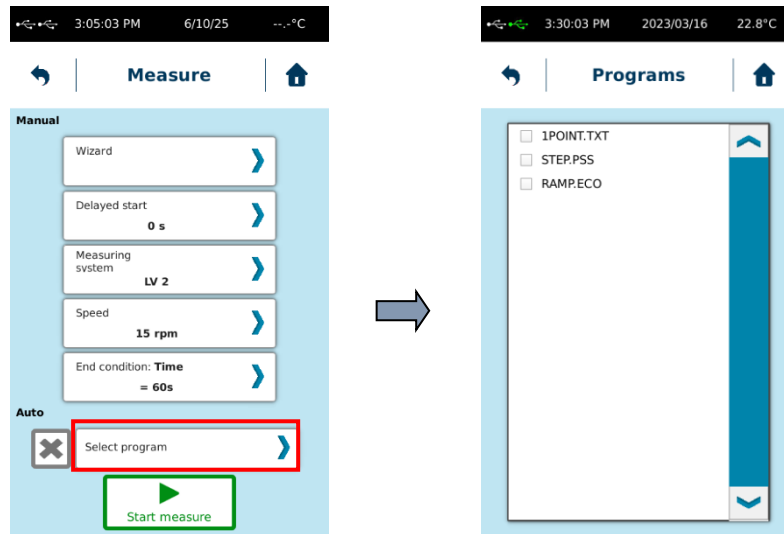 3:05:03 PM 6/10/25 --.-°C
Measure
Manual
Wizard
Delayed start
0 s
Measuring
system
LV 2
Speed
15 rpm
End condition: Time
= 60s
Auto
Select program
Start measure
3:30:03 PM 2023/03/16 22.8°C
Programs
1POINT.TXT
STEP.PSS
RAMP.ECO